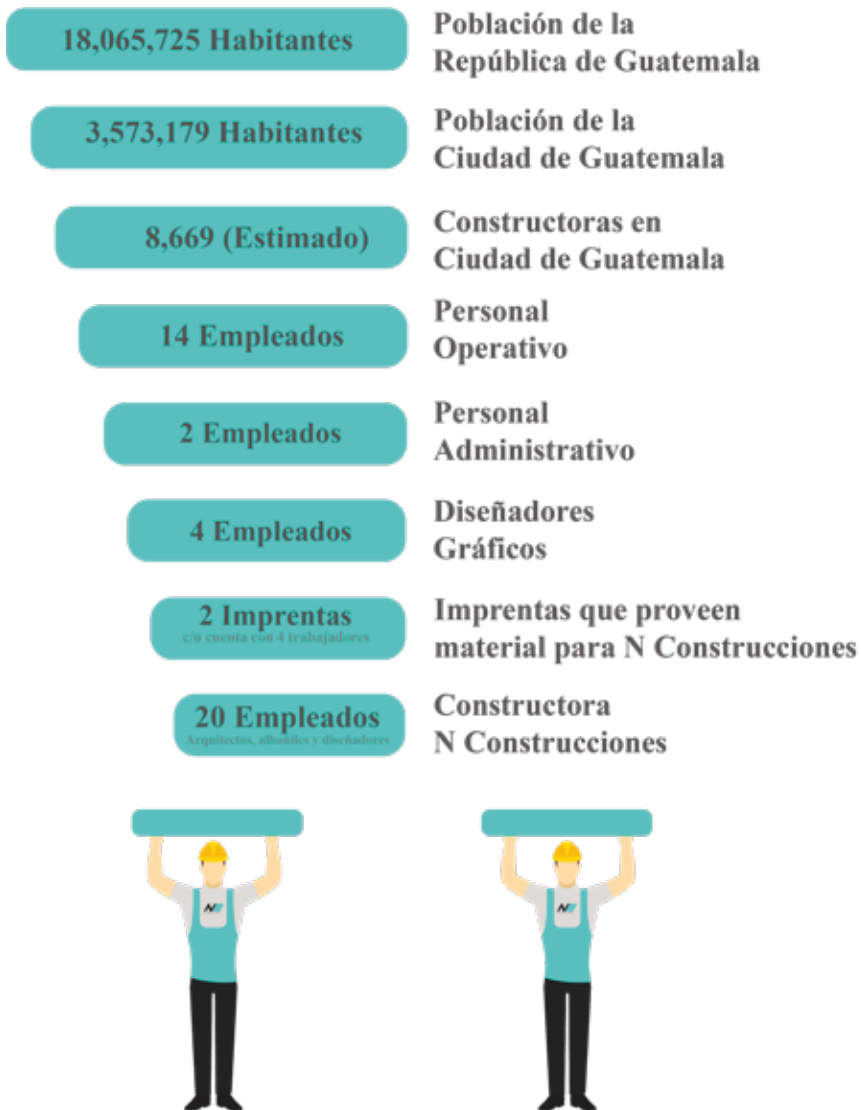 18,065,725 Habitantes
Población de la
República de Guatemala
3,573,179 Habitantes
Población de la
Ciudad de Guatemala
8,669 (Estimado)
Constructoras en
Ciudad de Guatemala
14 Empleados
Personal
Operativo
2 Empleados
Personal
Administrativo
4 Empleados
Diseñadores
Gráficos
2 Imprentas
c/u cuenta con 4 trabajadores
Imprentas que proveen
material para N Construcciones
20 Empleados
Arquitectos, albañiles y diseñadores
Constructora
N Construcciones